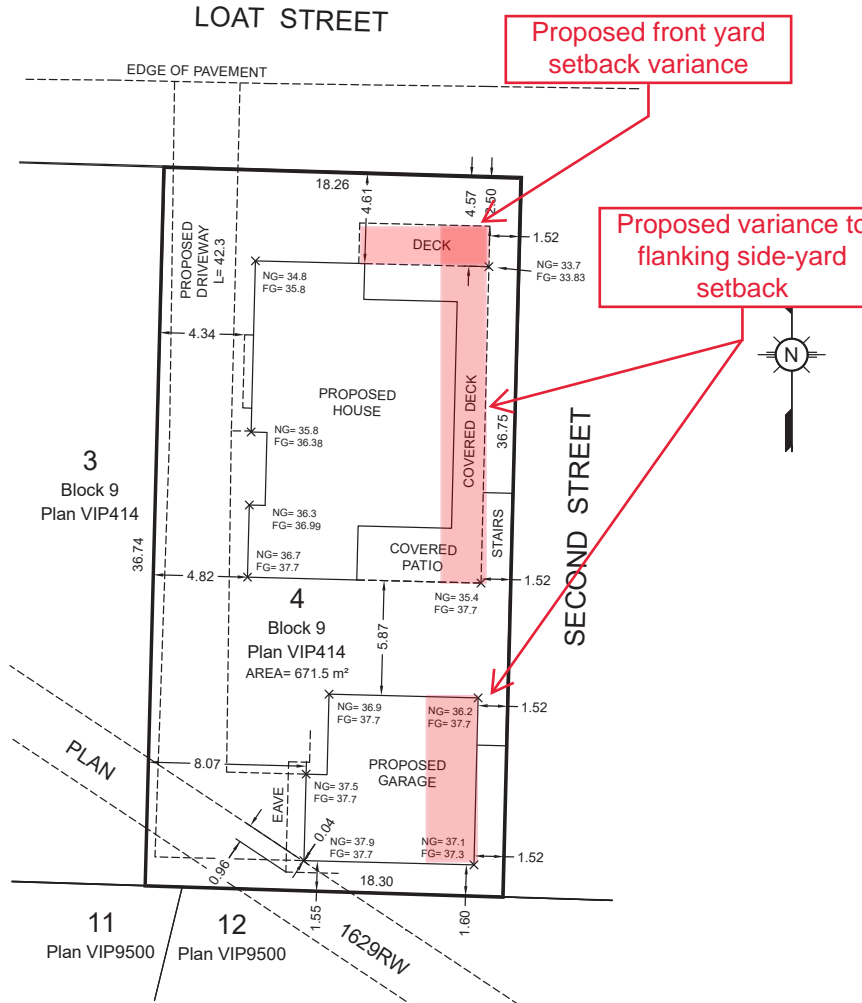 LOAT STREET
Proposed front yard
setback variance
EDGE OF PAVEMENT
18.26
4.61
4.57
2.50
PROPOSED
DRIVEWAY
L= 42.3
DECK
1.52
Proposed variance to
flanking side-yard
setback
NG= 34.8
FG= 35.8
NG= 33.7
FG= 33.83
4.34
N
PROPOSED
HOUSE
COVERED DECK
36.75
NG= 35.8
FG= 36.38
3
Block 9
Plan VIP414
36.74
SECOND STREET
NG= 36.3
FG= 36.99
STAIRS
NG= 36.7
FG= 37.7
COVERED
PATIO
4.82
1.52
NG= 35.4
FG= 37.7
4
Block 9
Plan VIP414
AREA= 671.5 m²
5.87
NG= 36.9
FG= 37.7
NG= 36.2
FG= 37.7
1.52
PLAN
8.07
PROPOSED
GARAGE
EAVE
NG= 37.5
FG= 37.7
0.04
NG= 37.9
FG= 37.7
NG= 37.1
FG= 37.3
1.52
0.96
18.30
1.55
1.60
11
Plan VIP9500
12
Plan VIP9500
1629RW